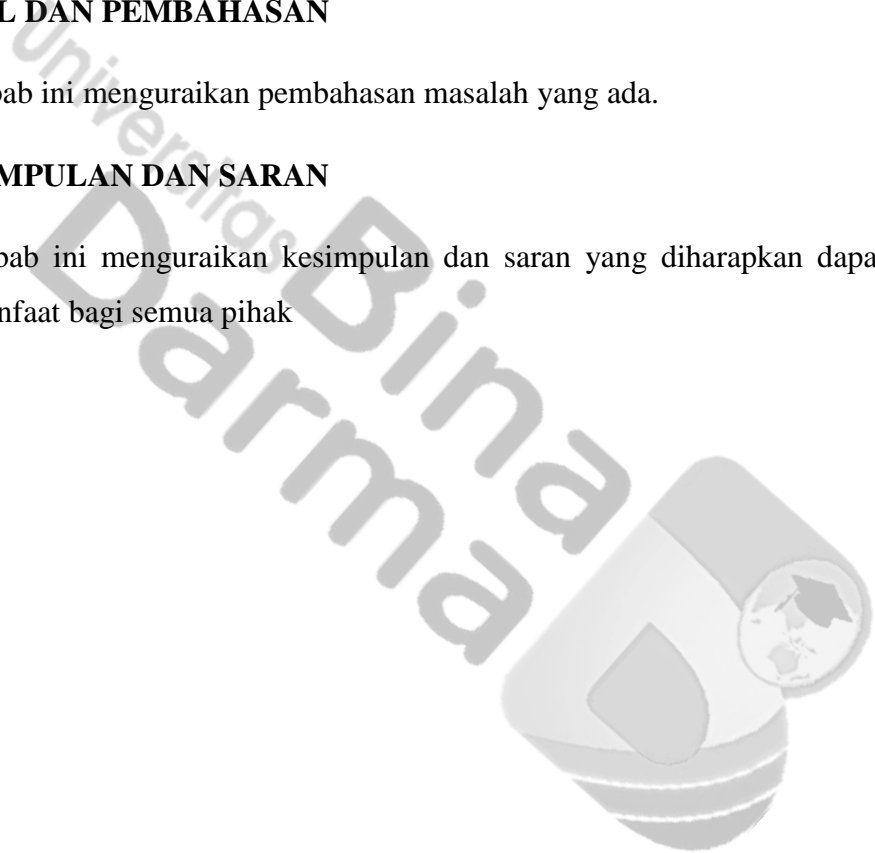 L DAN PEMBAHASAN
bab ini menguraikan pembahasan masalah yang ada.
MPULAN DAN SARAN
bab ini menguraikan kesimpulan dan saran yang diharapkan dapa
nfaat bagi semua pihak
Universitas
Bina
Darma